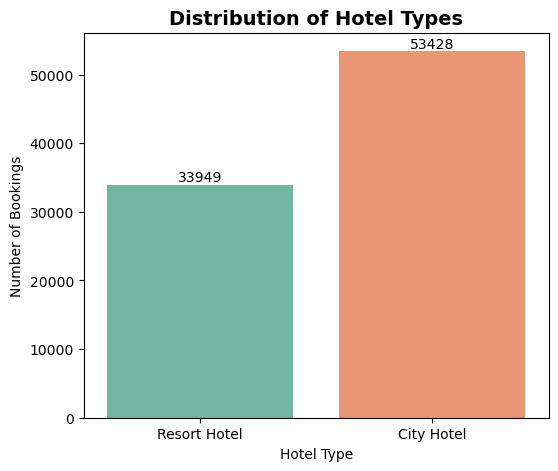 Distribution of Hotel Types
53428
50000
40000
33949
30000
20000
10000
0
Number of Bookings
Resort Hotel
City Hotel
Hotel Type